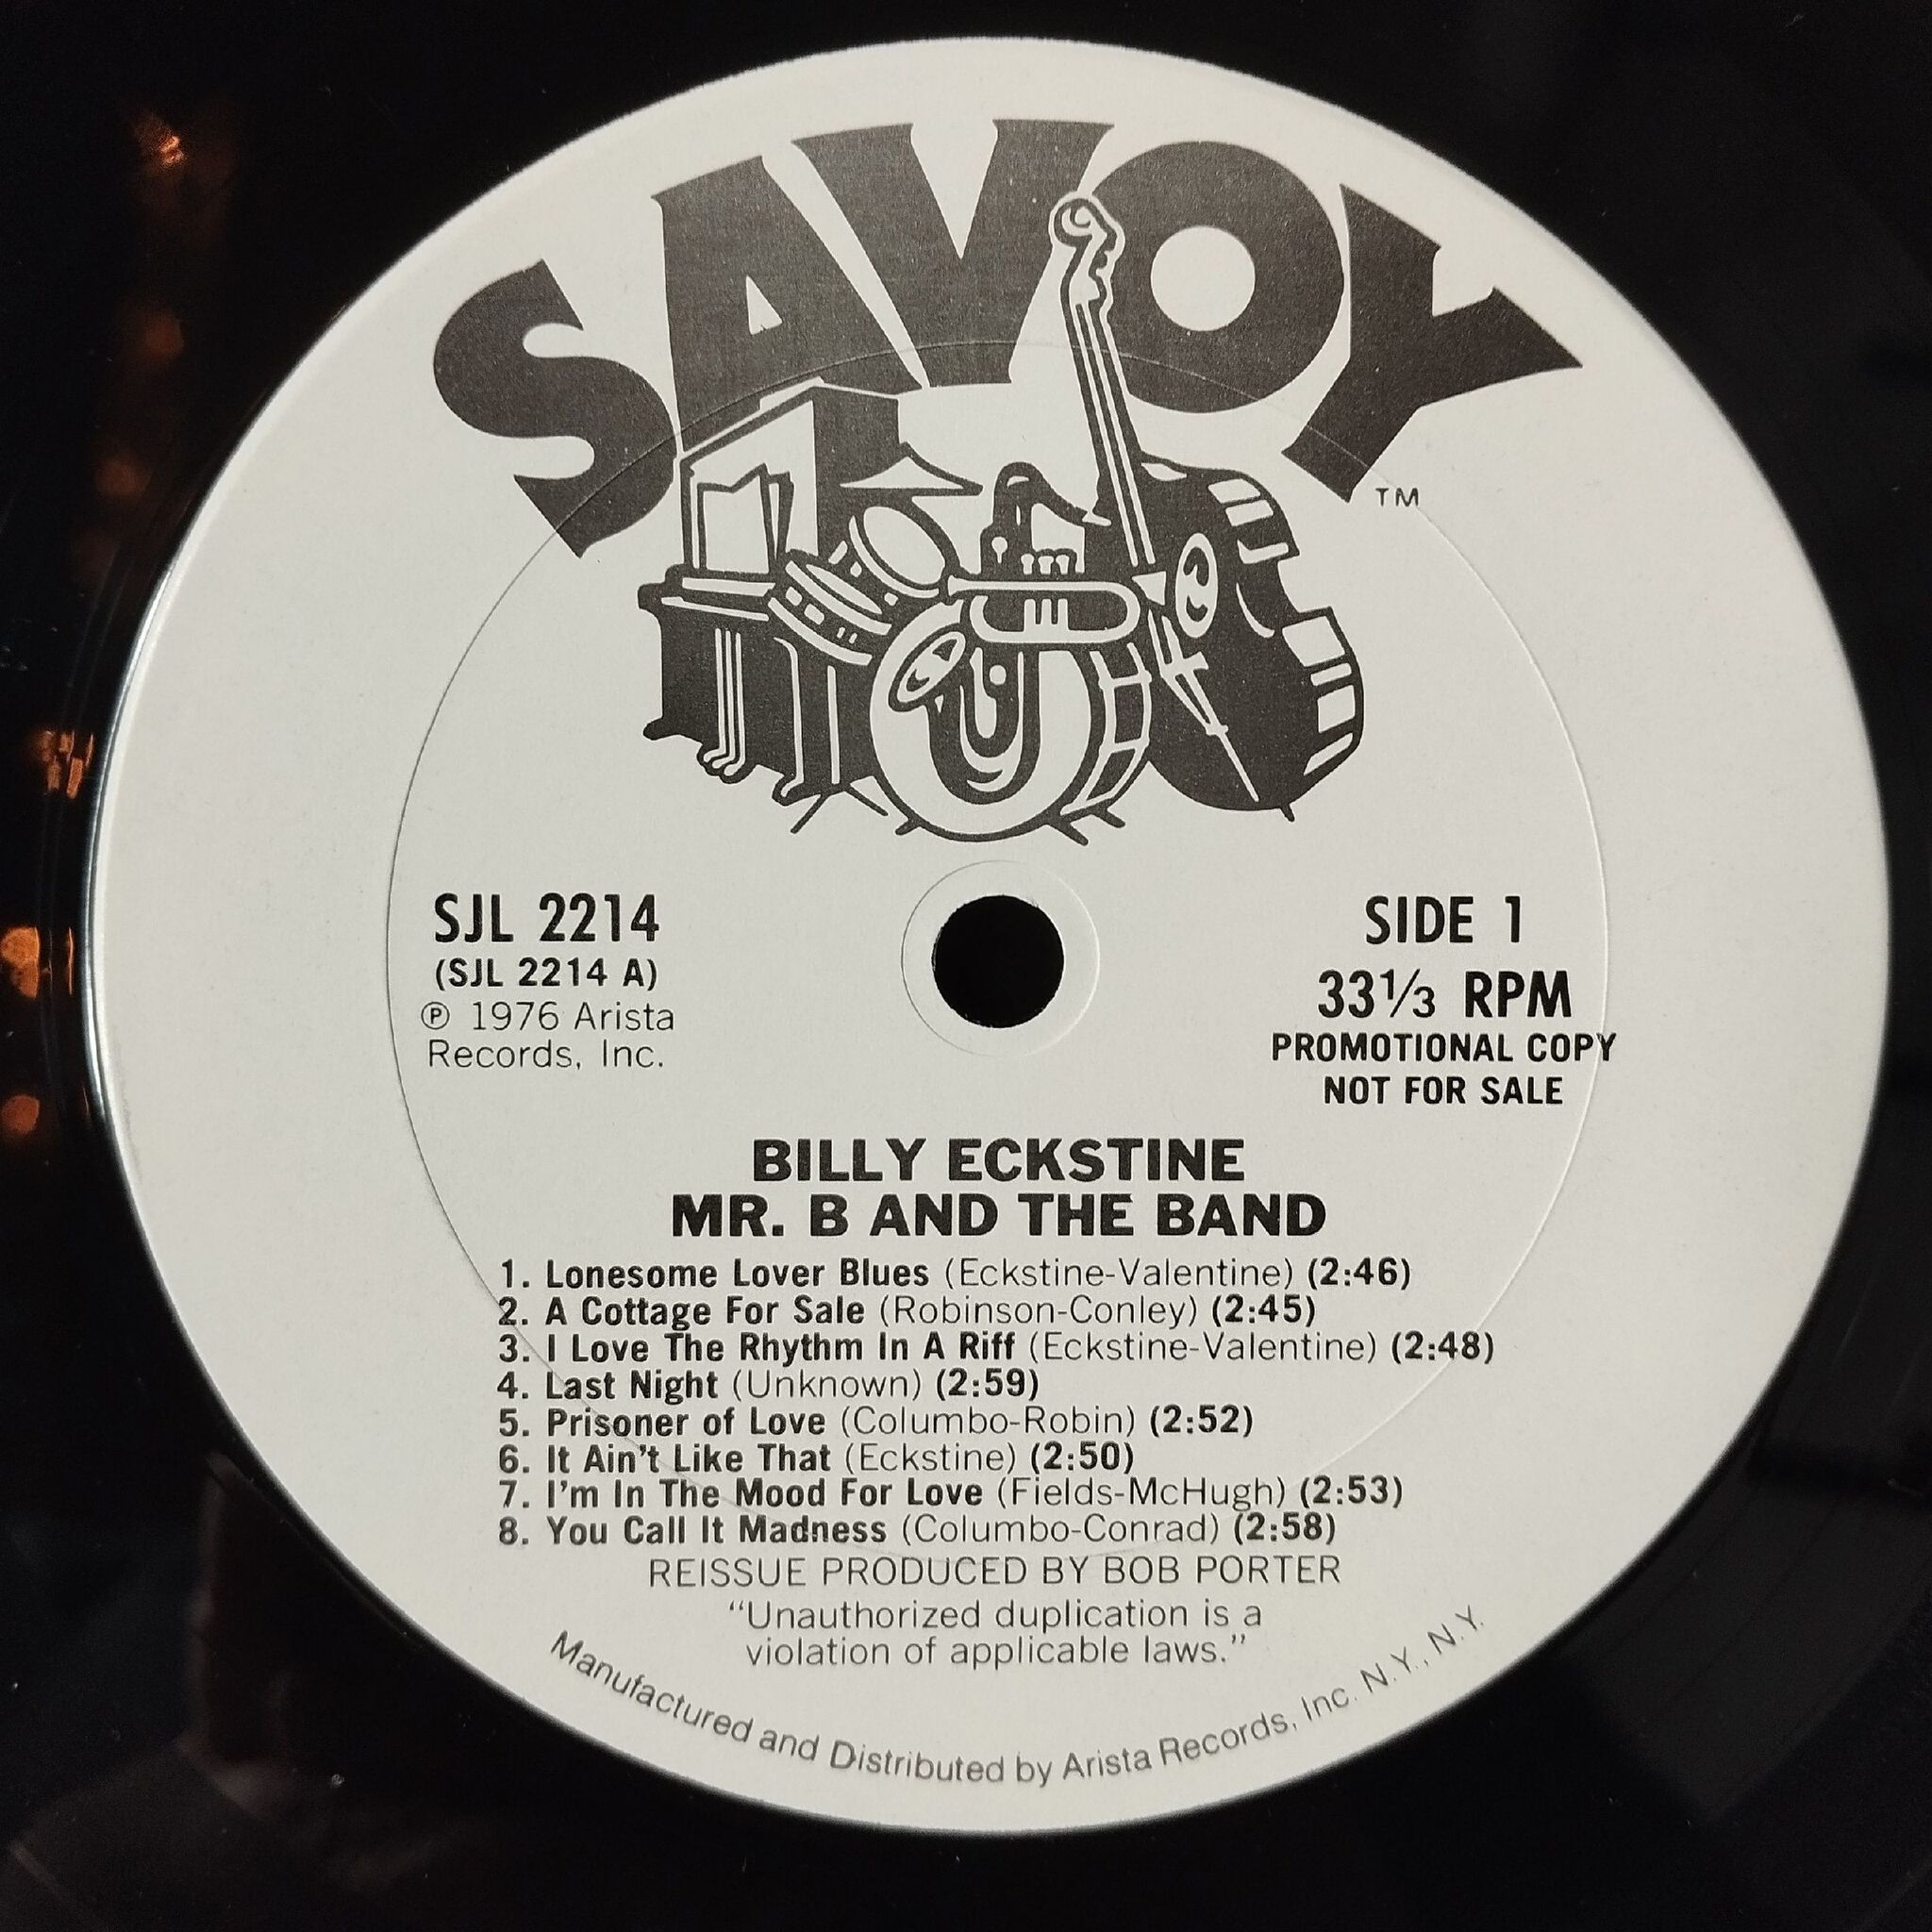 SAVOY
TM
SJL 2214
(SJL 2214 A)
℗ 1976 Arista
Records, Inc.
SIDE 1
33⅓ RPM
PROMOTIONAL COPY
NOT FOR SALE
BILLY ECKSTINE
MR. B AND THE BAND
1. Lonesome Lover Blues (Eckstine-Valentine) (2:46)
2. A Cottage For Sale (Robinson-Conley) (2:45)
3. I Love The Rhythm In A Riff (Eckstine-Valentine) (2:48)
4. Last Night (Unknown) (2:59)
5. Prisoner of Love (Columbo-Robin) (2:52)
6. It Ain't Like That (Eckstine) (2:50)
7. I'm In The Mood For Love (Fields-McHugh) (2:53)
8. You Call It Madness (Columbo-Conrad) (2:58)
REISSUE PRODUCED BY BOB PORTER
“Unauthorized duplication is a
violation of applicable laws.”
Manufactured and Distributed by Arista Records, Inc. N.Y., N.Y.